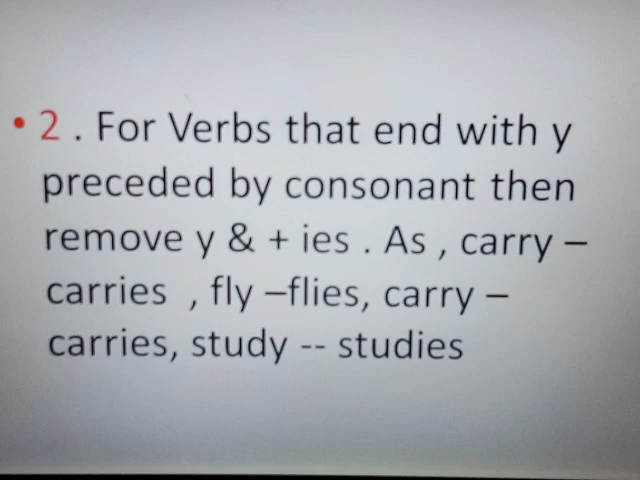 • 2 . For Verbs that end with y
preceded by consonant then
remove y & + ies . As , carry –
carries , fly –flies, carry –
carries, study -- studies